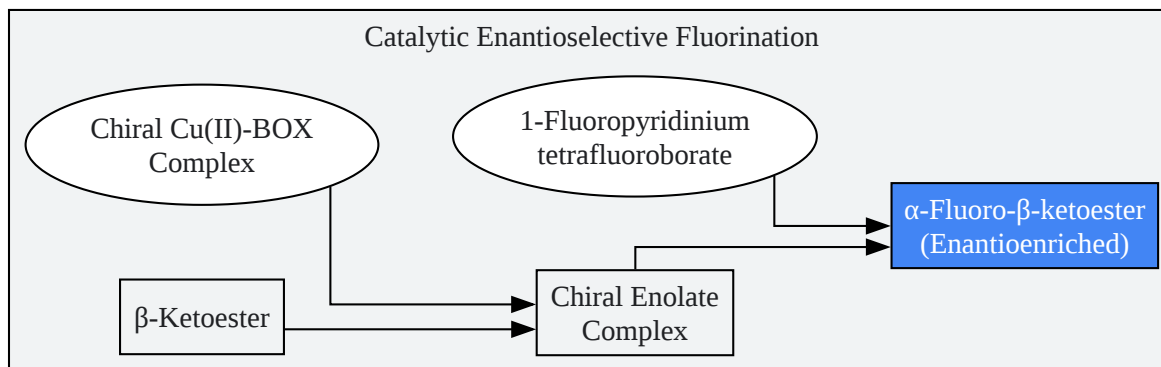 Catalytic Enantioselective Fluorination
Chiral Cu(II)-BOX
Complex
1-Fluoropyridinium
tetrafluoroborate
α-Fluoro-β-ketoester
(Enantioenriched)
β-Ketoester
Chiral Enolate
Complex